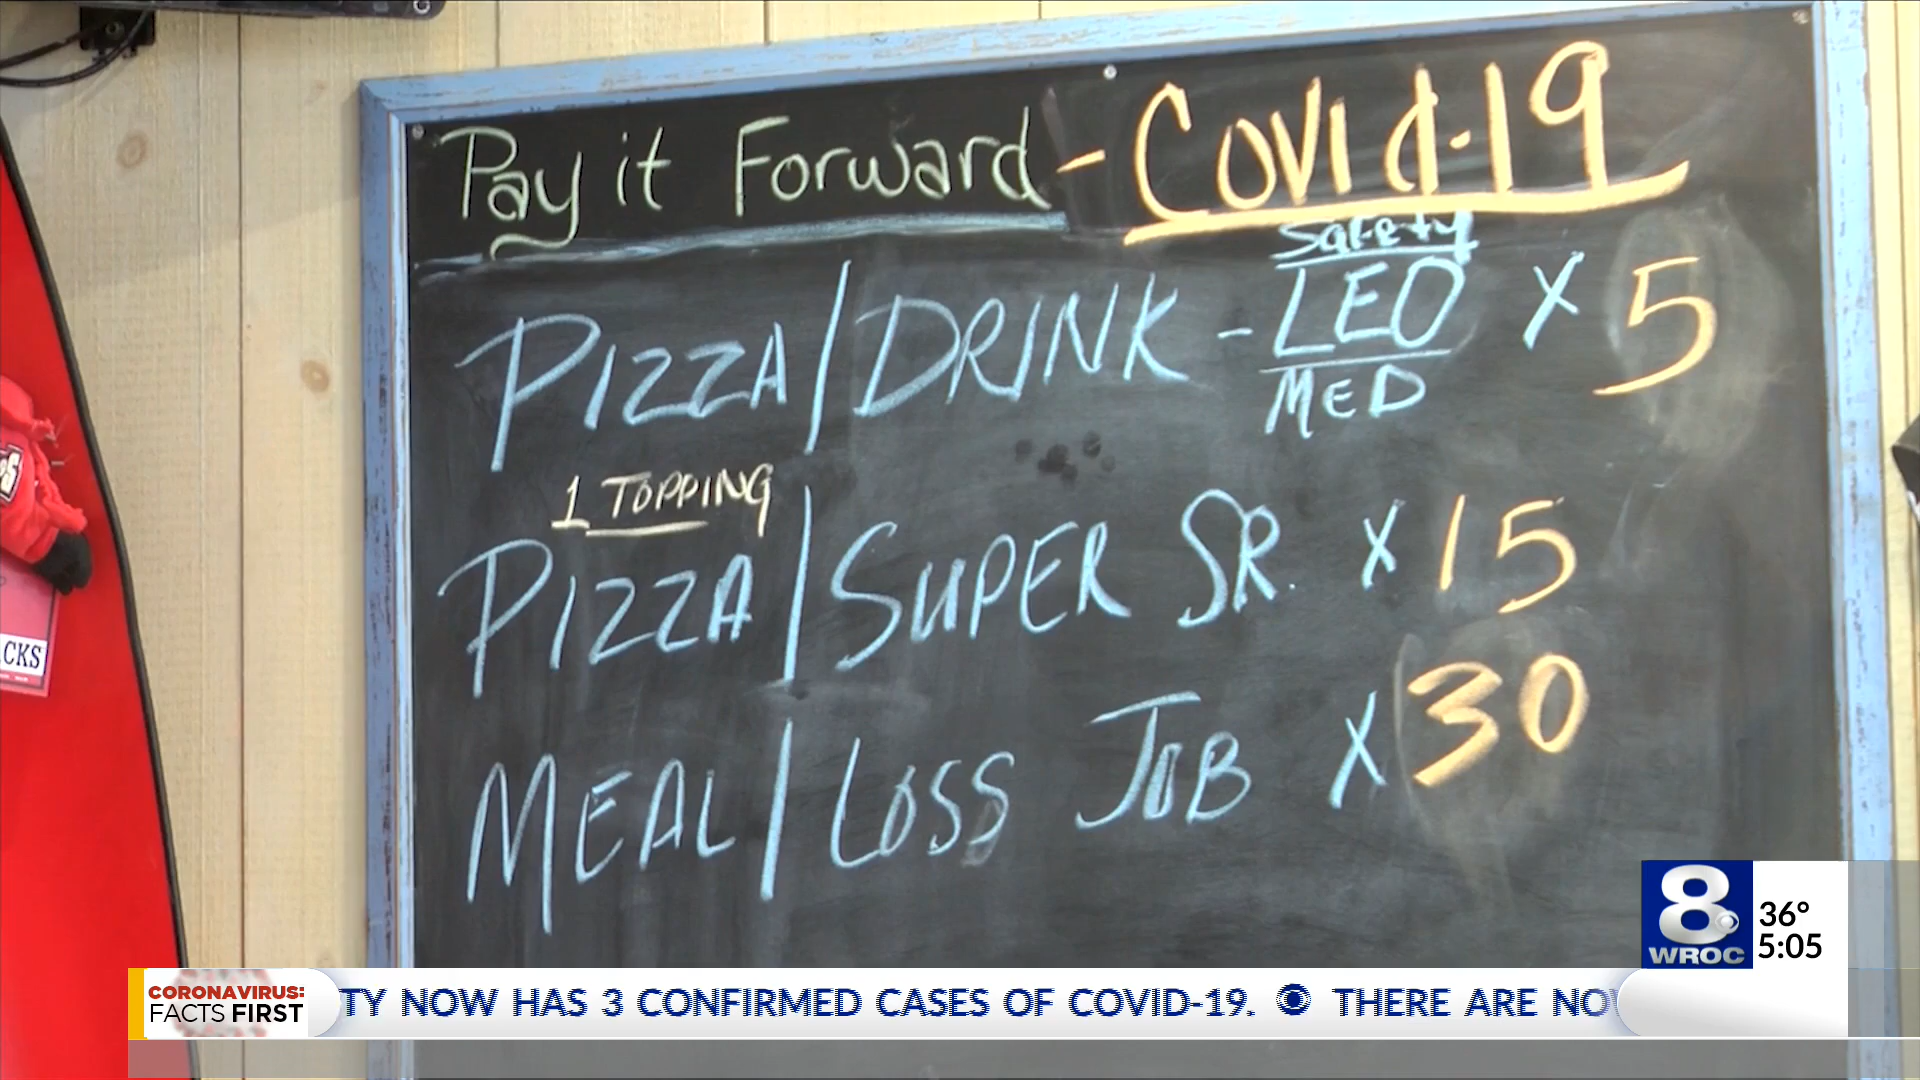 Pay it Forward - Covid-19
Safety
PIZZA/DRINK - LEO X 5
MED
1 TOPPING
PIZZA/SUPER SR. X 15
MEAL/LOSS JOB X 30
CKS
8
WROC
36°
5:05
CORONAVIRUS:
FACTS FIRST
TY NOW HAS 3 CONFIRMED CASES OF COVID-19. THERE ARE NO